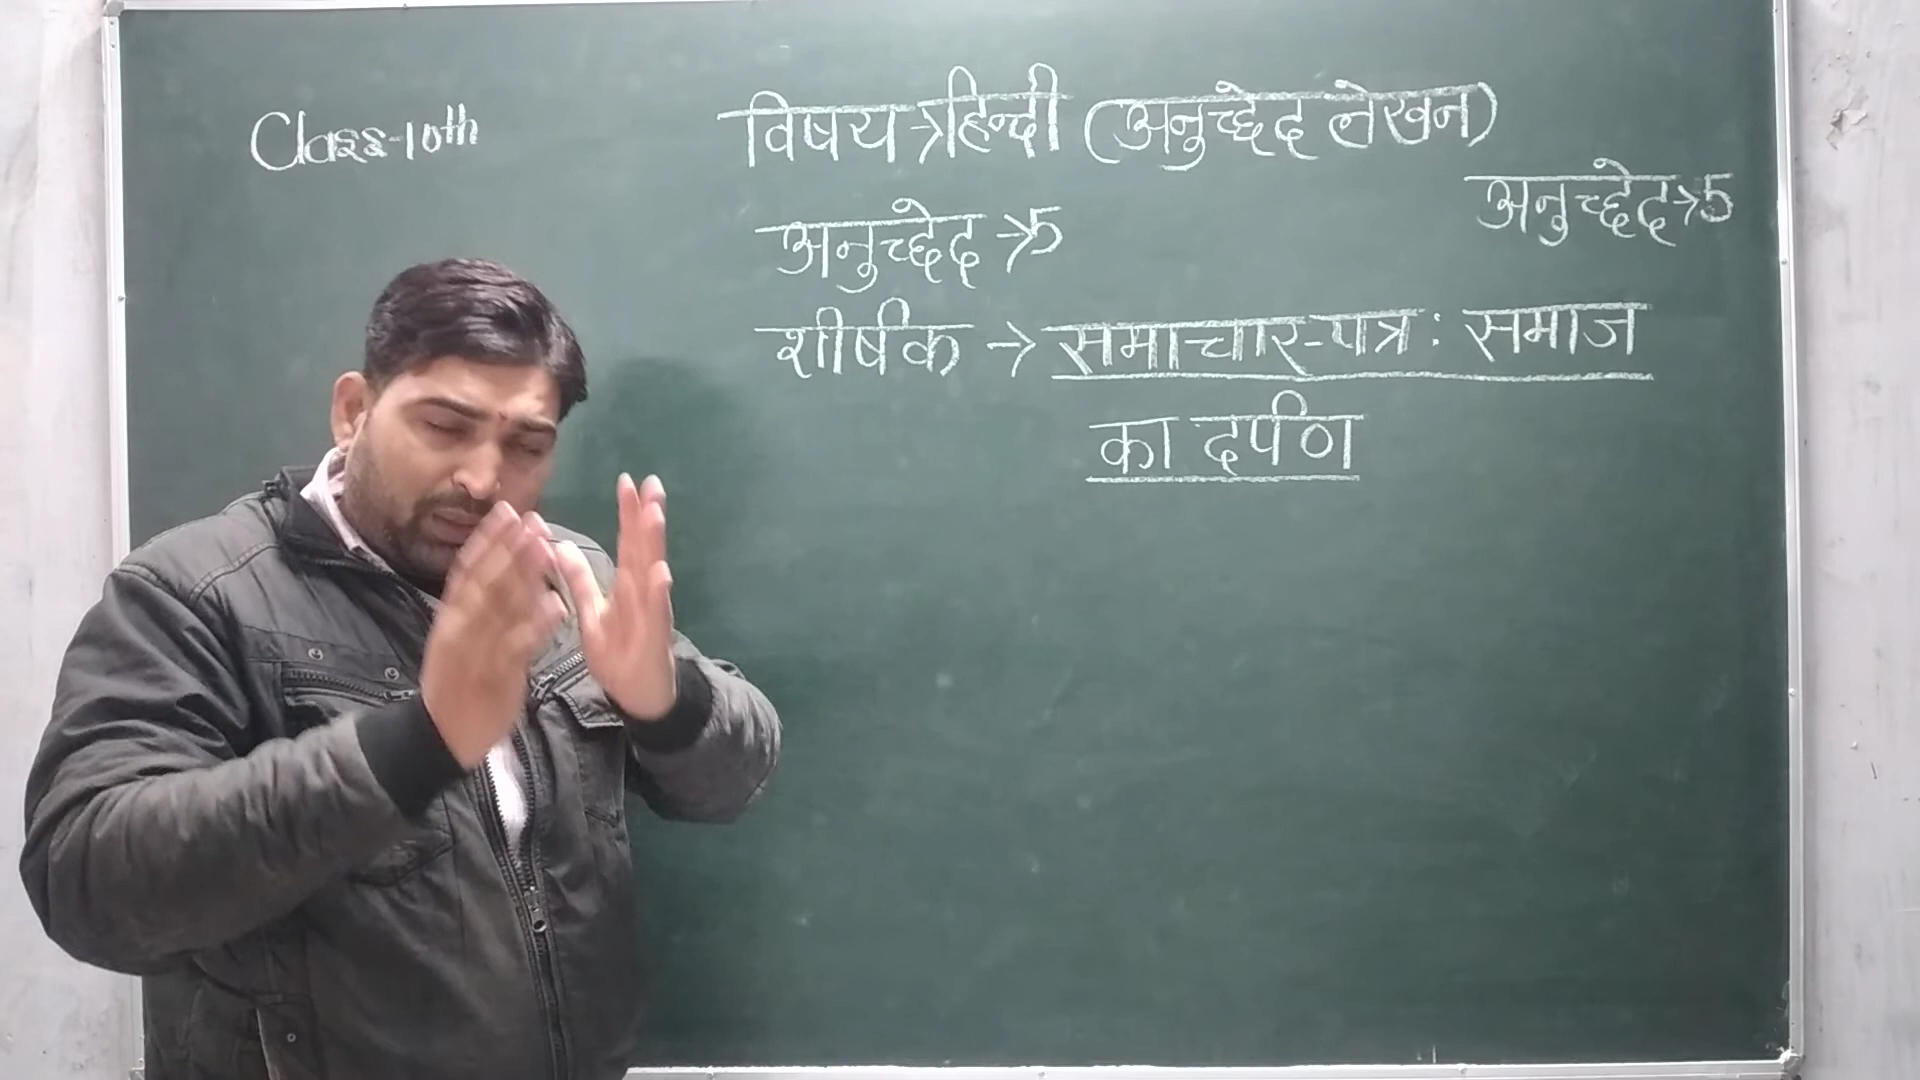 Class-10th
विषय→हिन्दी (अनुच्छेद लेखन)
अनुच्छेद→5
अनुच्छेद→5
शीर्षक → समाचार-पत्र : समाज
का दर्पण